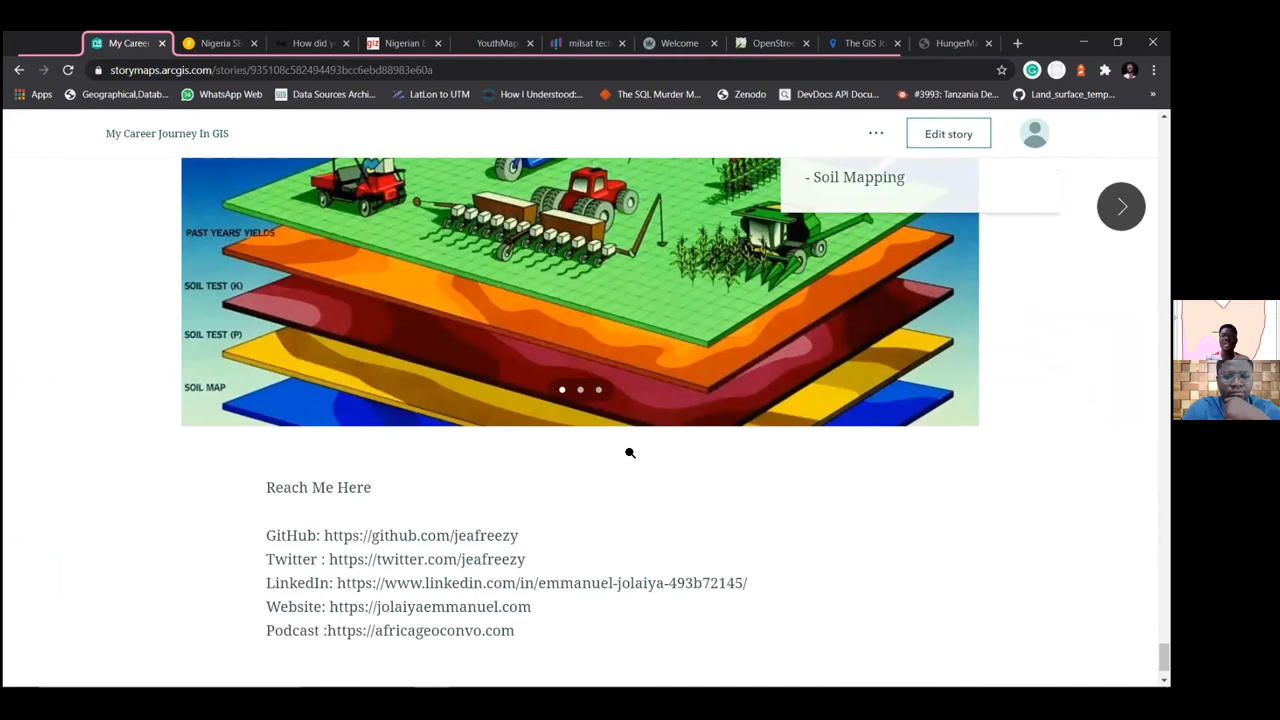 My Career
Nigeria SE
How did y
giz Nigerian E
YouthMap
milsat tech
Welcome
OpenStree
The GIS Jo
HungerMa
storymaps.arcgis.com/stories/935108c582494493bcc6ebd88983e60a
Apps
Geographical,Datab...
WhatsApp Web
Data Sources Archi...
LatLon to UTM
How I Understood:...
The SQL Murder M...
Zenodo
DevDocs API Docu...
#3993: Tanzania De...
Land_surface_temp...
»
My Career Journey In GIS
Edit story
- Soil Mapping
PAST YEARS' YIELDS
SOIL TEST (K)
SOIL TEST (P)
SOIL MAP
Reach Me Here
GitHub: https://github.com/jeafreezy
Twitter : https://twitter.com/jeafreezy
LinkedIn: https://www.linkedin.com/in/emmanuel-jolaiya-493b72145/
Website: https://jolaiyaemmanuel.com
Podcast :https://africageoconvo.com